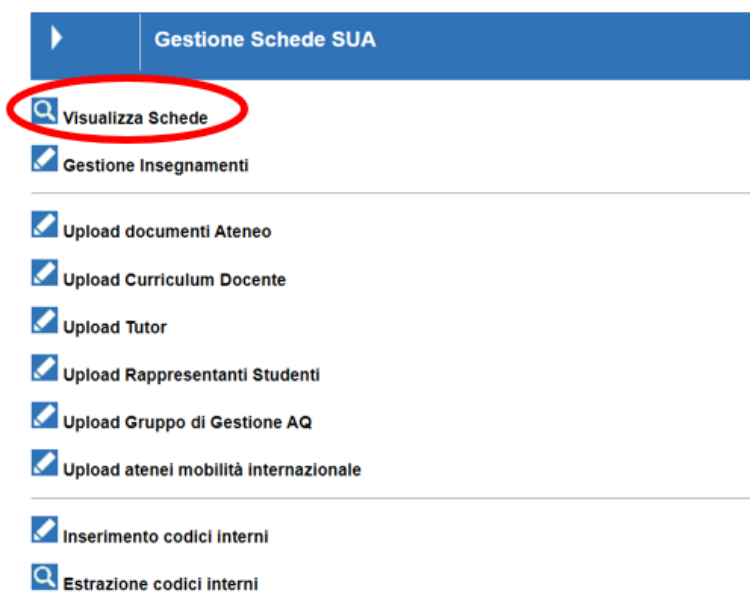 Gestione Schede SUA
Visualizza Schede
Gestione Insegnamenti
Upload documenti Ateneo
Upload Curriculum Docente
Upload Tutor
Upload Rappresentanti Studenti
Upload Gruppo di Gestione AQ
Upload atenei mobilità internazionale
Inserimento codici interni
Estrazione codici interni